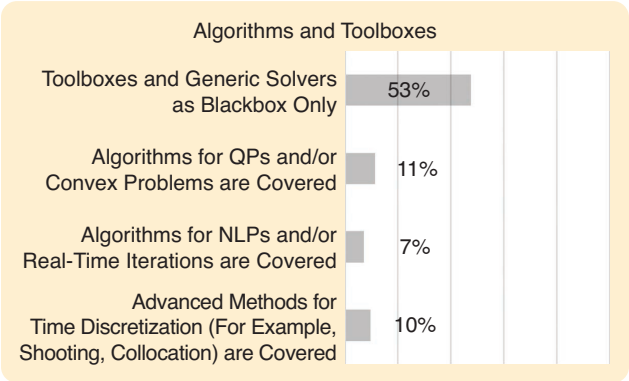 Algorithms and Toolboxes
Toolboxes and Generic Solvers
as Blackbox Only
53%
Algorithms for QPs and/or
Convex Problems are Covered
11%
Algorithms for NLPs and/or
Real-Time Iterations are Covered
7%
Advanced Methods for
Time Discretization (For Example,
Shooting, Collocation) are Covered
10%